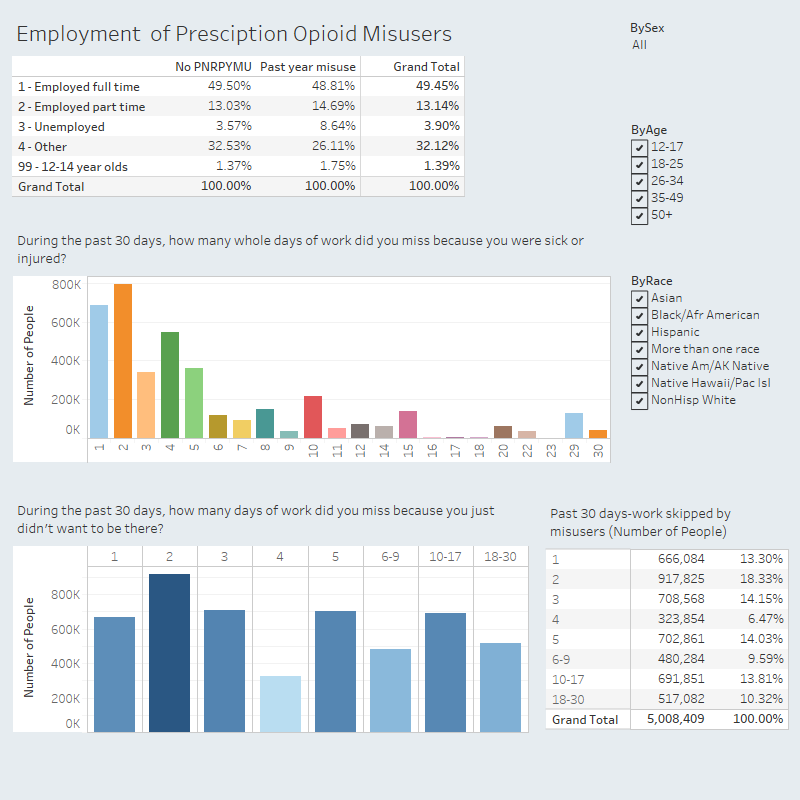 Employment  of Presciption Opioid Misusers
No PNRPYMU Past year misuse Grand Total
1 - Employed full time 49.50% 48.81% 49.45%
2 - Employed part time 13.03% 14.69% 13.14%
3 - Unemployed 3.57% 8.64% 3.90%
4 - Other 32.53% 26.11% 32.12%
99 - 12-14 year olds 1.37% 1.75% 1.39%
Grand Total 100.00% 100.00% 100.00%
BySex
All
ByAge
12-17
18-25
26-34
35-49
50+
During the past 30 days, how many whole days of work did you miss because you were sick or
injured?
Number of People
800K
600K
400K
200K
0K
1 2 3 4 5 6 7 8 9 10 11 12 14 15 16 17 18 20 22 23 29 30
ByRace
Asian
Black/Afr American
Hispanic
More than one race
Native Am/AK Native
Native Hawaii/Pac Isl
NonHisp White
During the past 30 days, how many days of work did you miss because you just
didn't want to be there?
1 2 3 4 5 6-9 10-17 18-30
Number of People
800K
600K
400K
200K
0K
Past 30 days-work skipped by
misusers (Number of People)
1 666,084 13.30%
2 917,825 18.33%
3 708,568 14.15%
4 323,854 6.47%
5 702,861 14.03%
6-9 480,284 9.59%
10-17 691,851 13.81%
18-30 517,082 10.32%
Grand Total 5,008,409 100.00%